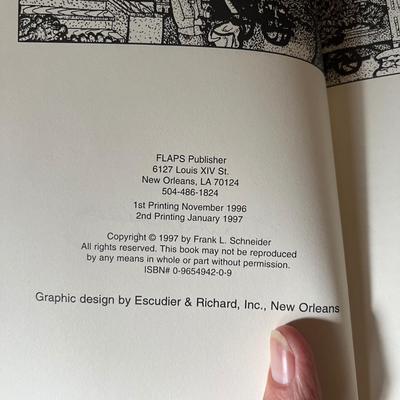 FLAPS Publisher
6127 Louis XIV St.
New Orleans, LA 70124
504-486-1824
1st Printing November 1996
2nd Printing January 1997
Copyright © 1997 by Frank L. Schneider
All rights reserved. This book may not be reproduced
by any means in whole or part without permission.
ISBN# 0-9654942-0-9
Graphic design by Escudier & Richard, Inc., New Orleans